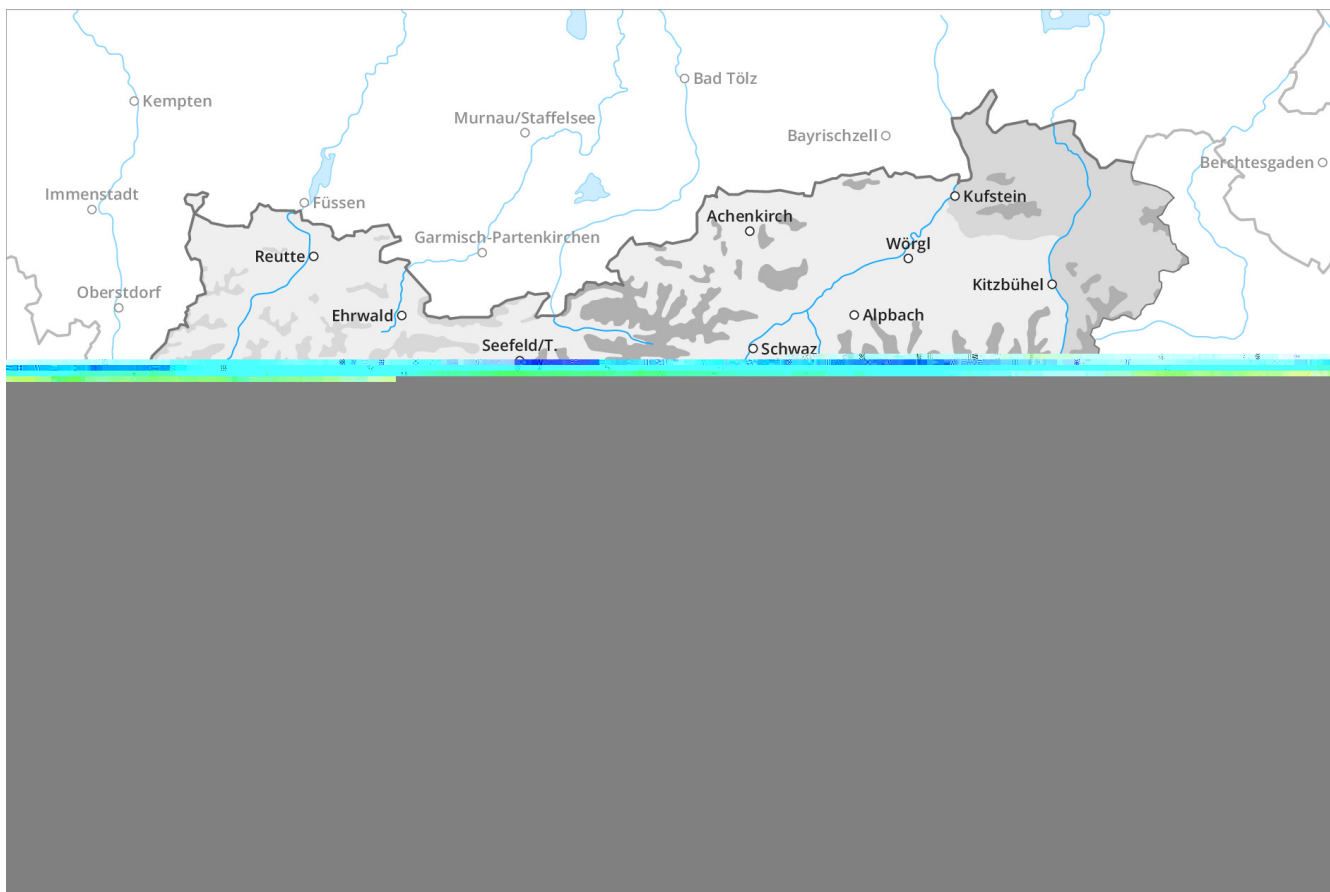 Bad Tölz
Kempten
Murnau/Staffelsee
Bayrischzell
Berchtesgaden
Immenstadt
Füssen
Kufstein
Achenkirch
Garmisch-Partenkirchen
Wörgl
Reutte
Kitzbühel
Oberstdorf
Ehrwald
Alpbach
Seefeld/T.
Schwaz